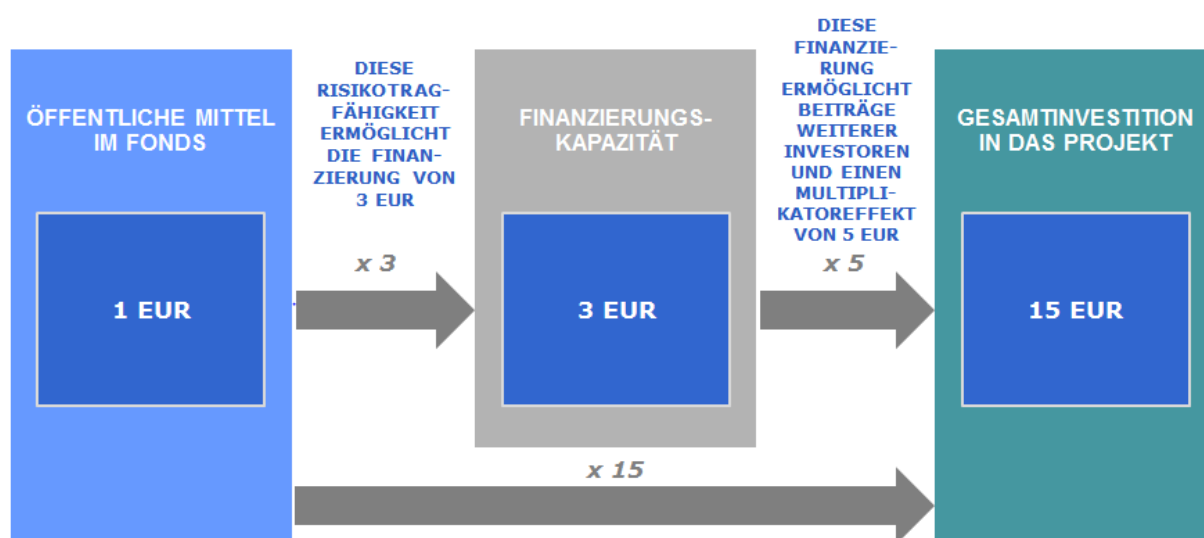 ÖFFENTLICHE MITTEL
IM FONDS
1 EUR
DIESE
RISIKOTRAG-
FÄHIGKEIT
ERMÖGLICHT
DIE FINAN-
ZIERUNG VON
3 EUR
x 3
FINANZIERUNGS-
KAPAZITÄT
3 EUR
DIESE
FINANZIE-
RUNG
ERMÖGLICHT
BEITRÄGE
WEITERER
INVESTOREN
UND EINEN
MULTIPLI-
KATOREFFEKT
VON 5 EUR
x 5
GESAMTINVESTITION
IN DAS PROJEKT
15 EUR
x 15